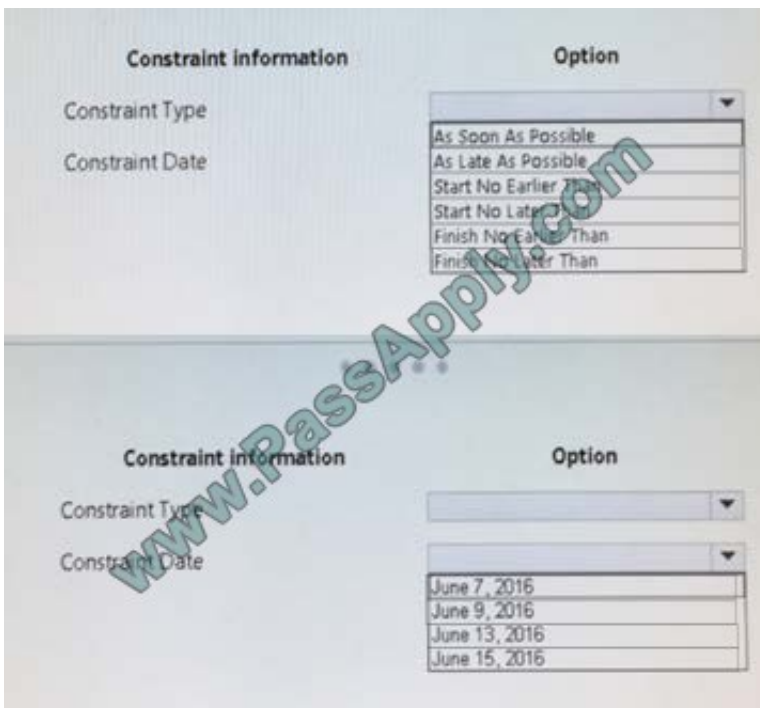 Constraint information Option
Constraint Type
As Soon As Possible
Constraint Date
As Late As Possible
Start No Earlier Than
Start No Later Than
Finish No Earlier Than
Finish No Later Than
www.PassApply.com
Constraint information Option
Constraint Type
Constraint Date
June 7, 2016
June 9, 2016
June 13, 2016
June 15, 2016